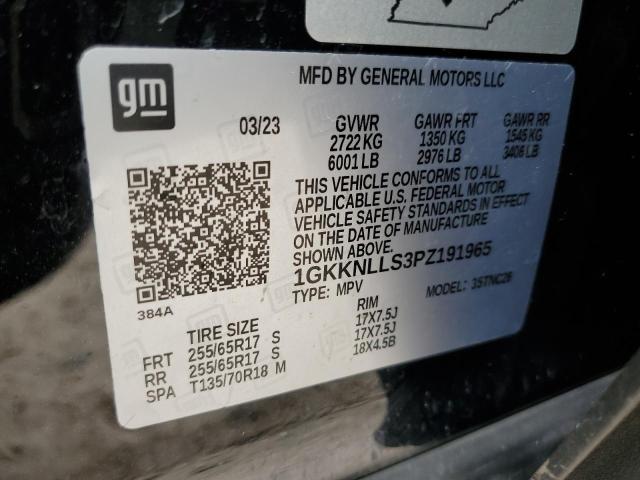 gm
MFD BY GENERAL MOTORS LLC
03/23 GVWR GAWR FRT GAWR RR
2722 KG 1350 KG 1545 KG
6001 LB 2976 LB 3406 LB
THIS VEHICLE CONFORMS TO ALL
APPLICABLE U.S. FEDERAL MOTOR
VEHICLE SAFETY STANDARDS IN EFFECT
ON THE DATE OF MANUFACTURE
SHOWN ABOVE.
1GKKNLLS3PZ191965
TYPE: MPV MODEL: 3STNC26
384A
TIRE SIZE RIM
FRT 255/65R17 S 17X7.5J
RR 255/65R17 S 17X7.5J
SPA T135/70R18 M 18X4.5B